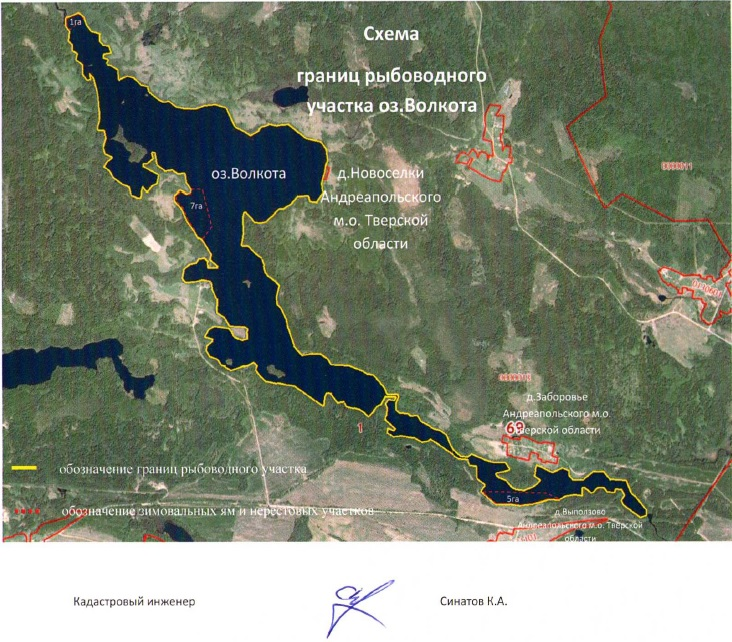 1га
Схема
границ рыбоводного
участка оз.Волкота
оз.Волкота
д.Новоселки
Андреапольского
м.о. Тверской
области
7га
1
д.Заборовье
Андреапольского м.о.
Тверской области
69
обозначение границ рыбоводного участка
обозначение зимовальных ям и нерестовых участков
5га
д.Выползово
Андреапольского м.о. Тверской
области
Кадастровый инженер
Синатов К.А.